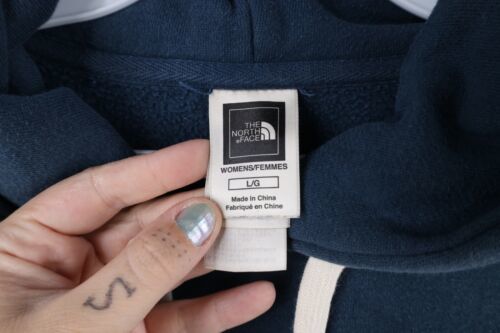 THE
NORTH
FACE
WOMENS/FEMMES
L/G
Made in China
Fabriqué en Chine